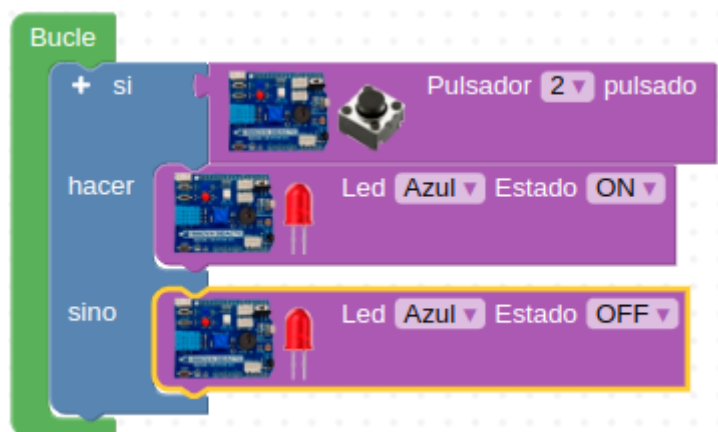 Bucle
si Pulsador 2 pulsado
hacer Led Azul Estado ON
sino Led Azul Estado OFF